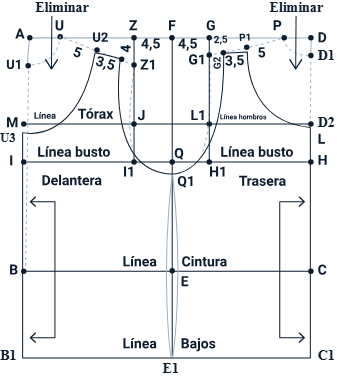 Eliminar Eliminar
A U U2 Z F G P D
4 4,5 4,5 2,5 P1
5 3,5 G2 3,5 5
U1 Z1 G1 D1
Tórax
M Línea J L1 Línea hombros D2
U3 L
Línea busto Q Línea busto
I I1 H1 H
Delantera Q1 Trasera
B Línea Cintura C
E
Línea Bajos
B1 E1 C1